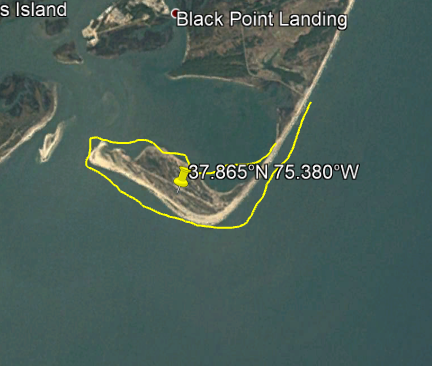 s Island
Black Point Landing
37.865°N 75.380°W